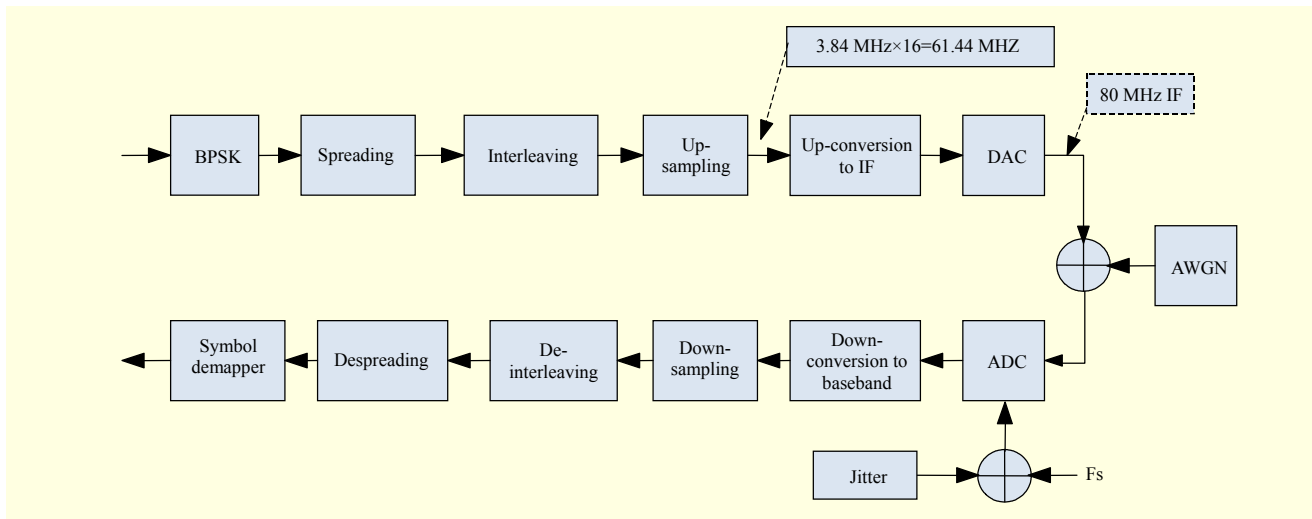 3.84 MHz×16=61.44 MHZ
80 MHz IF
BPSK
Spreading
Interleaving
Up-
sampling
Up-conversion
to IF
DAC
AWGN
Symbol
demapper
Despreading
De-
interleaving
Down-
sampling
Down-
conversion to
baseband
ADC
Jitter
Fs